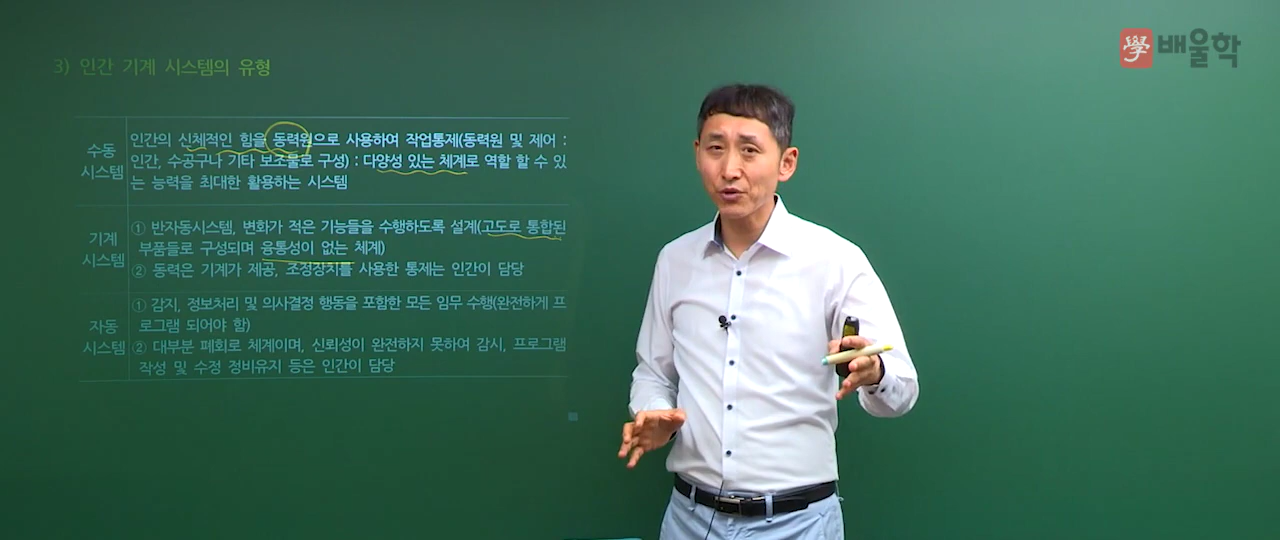 學 배울학
3) 인간 기계 시스템의 유형
수동
시스템
인간의 신체적인 힘을 동력원으로 사용하여 작업통제(동력원 및 제어 :
인간, 수공구나 기타 보조물로 구성) : 다양성 있는 체계로 역할 할 수 있
는 능력을 최대한 활용하는 시스템
기계
시스템
① 반자동시스템, 변화가 적은 기능들을 수행하도록 설계(고도로 통합된
부품들로 구성되며 융통성이 없는 체계)
② 동력은 기계가 제공, 조정장치를 사용한 통제는 인간이 담당
자동
시스템
① 감지, 정보처리 및 의사결정 행동을 포함한 모든 임무 수행(완전하게 프
로그램 되어야 함)
② 대부분 폐회로 체계이며, 신뢰성이 완전하지 못하여 감시, 프로그램
작성 및 수정 정비유지 등은 인간이 담당